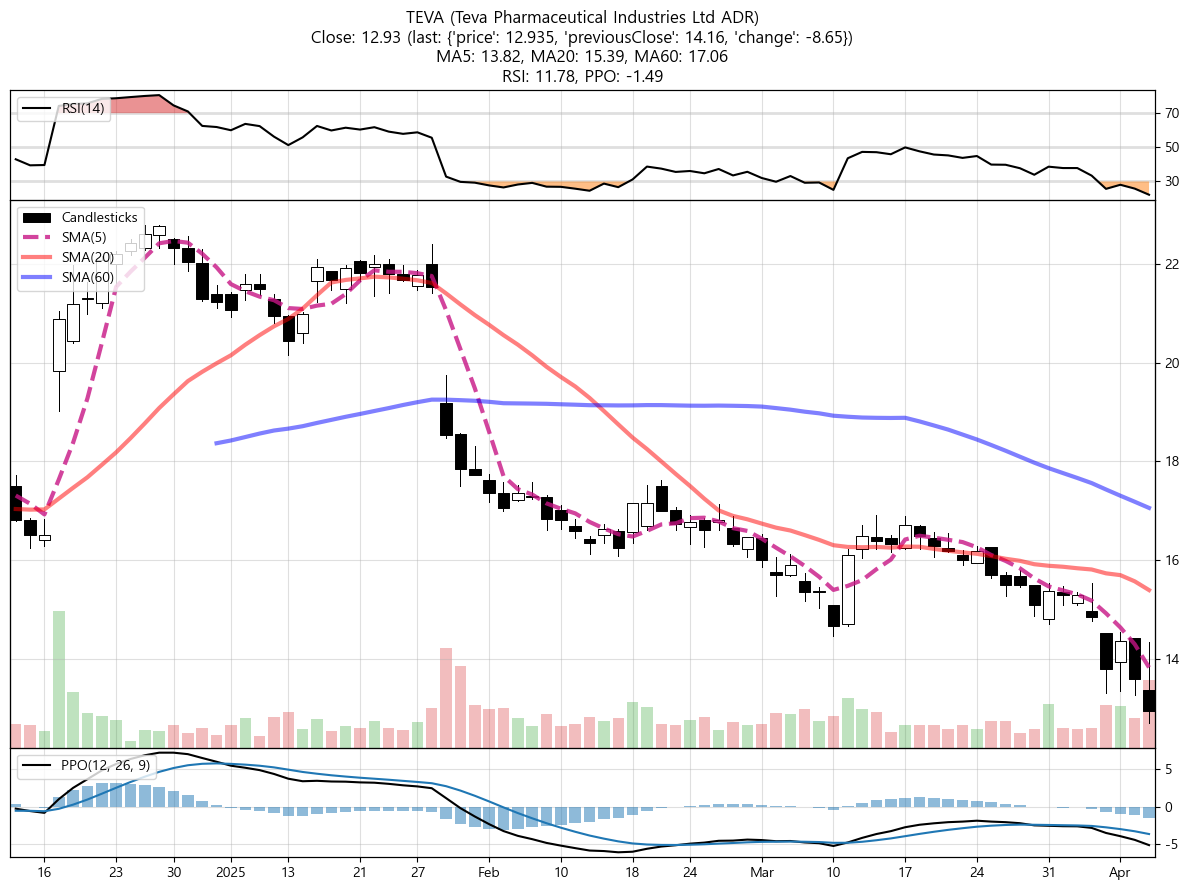 TEVA (Teva Pharmaceutical Industries Ltd ADR)
Close: 12.93 (last: {'price': 12.935, 'previousClose': 14.16, 'change': -8.65})
MA5: 13.82, MA20: 15.39, MA60: 17.06
RSI: 11.78, PPO: -1.49
RSI(14)
70
50
30
Candlesticks
SMA(5)
SMA(20)
SMA(60)
22
20
18
16
14
PPO(12, 26, 9)
5
0
-5
16 23 30 2025 13 21 27 Feb 10 18 24 Mar 10 17 24 31 Apr